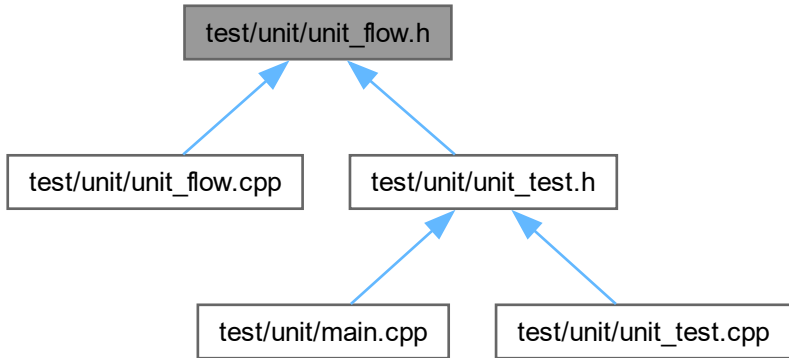 test/unit/unit_flow.h
test/unit/unit_flow.cpp
test/unit/unit_test.h
test/unit/main.cpp
test/unit/unit_test.cpp